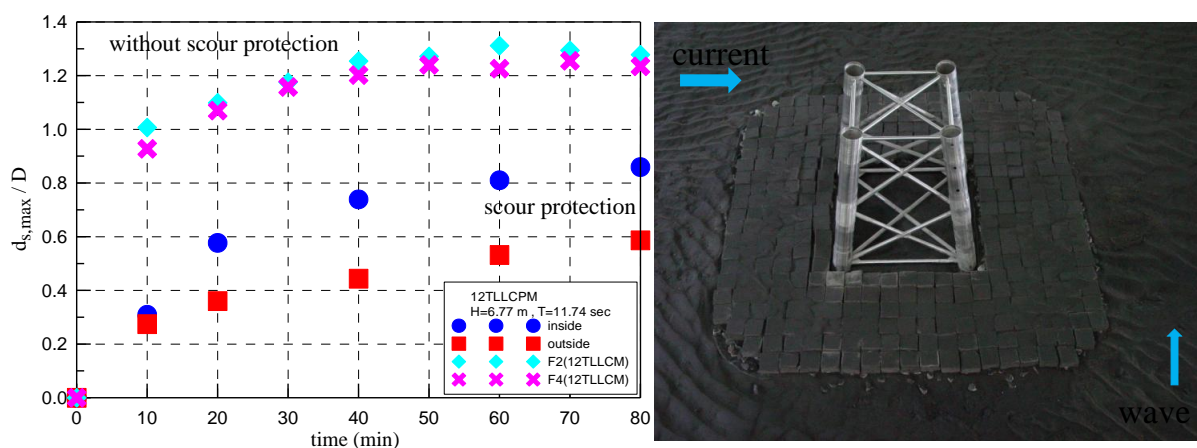 1.4
1.2
1.0
0.8
0.6
0.4
0.2
0.0
d_s,max / D
without scour protection
scour protection
12TLLCPM
H=6.77 m , T=11.74 sec
inside
outside
F2(12TLLCM)
F4(12TLLCM)
0 10 20 30 40 50 60 70 80
time (min)
current
wave